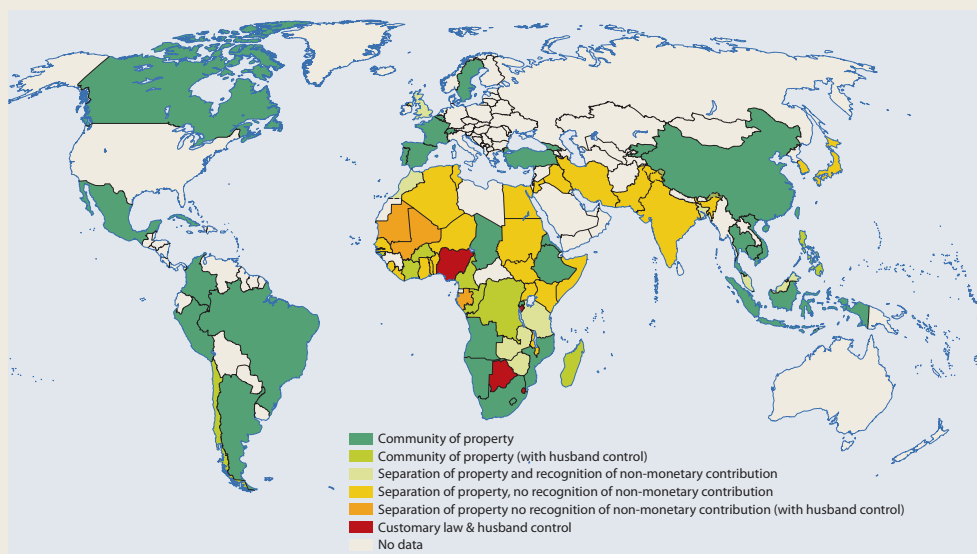 Community of property
Community of property (with husband control)
Separation of property and recognition of non-monetary contribution
Separation of property, no recognition of non-monetary contribution
Separation of property no recognition of non-monetary contribution (with husband control)
Customary law & husband control
No data